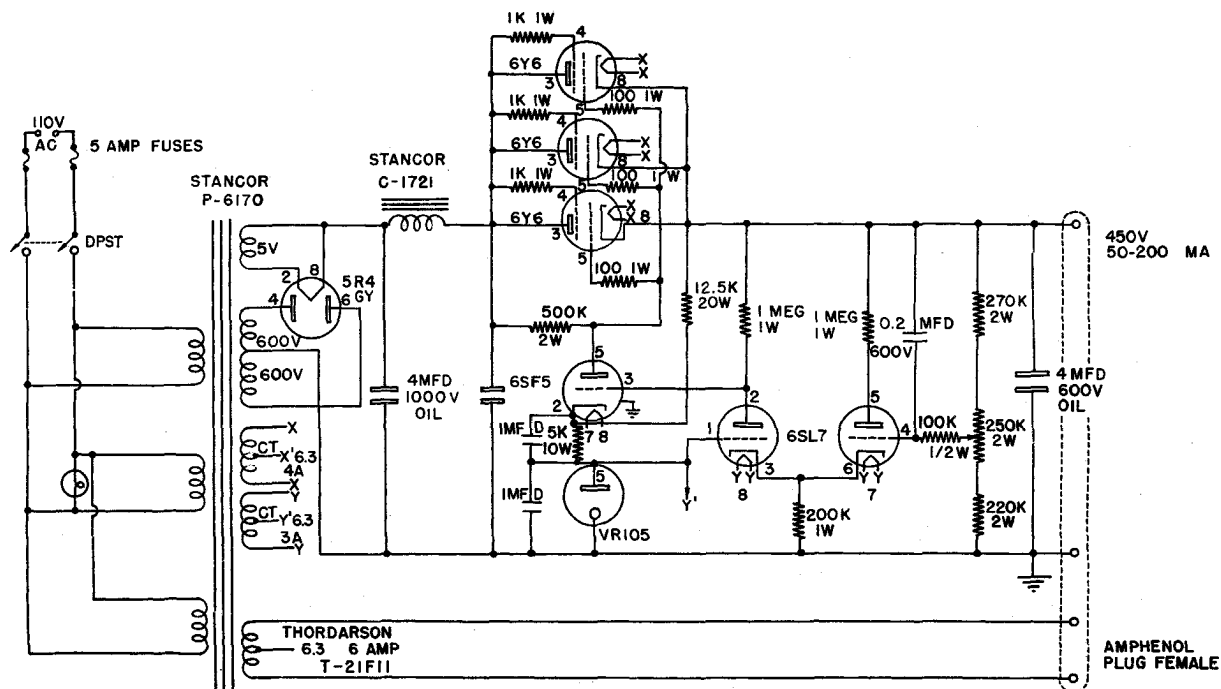 1K 1W
4
6Y6
3
X
X
8
100 1W
5
1K 1W
4
6Y6
3
X
X
8
100 1W
5
1K 1W
4
6Y6
3
X
X
8
5
100 1W
110V
AC
5 AMP FUSES
DPST
STANCOR
P-6170
STANCOR
C-1721
5V
2
8
4
6
5R4
GY
600V
600V
4MFD
1000V
OIL
X
CT
X' 6.3
4A
X
Y
CT
Y' 6.3
3A
Y
500K
2W
6SF5
5
3
2
7 8
1MFD
5K
10W
1MFD
5
VR105
12.5K
20W
1 MEG
1W
1 MEG
1W
0.2 MFD
600V
270K
2W
4MFD
600V
OIL
450V
50-200 MA
2
1
6SL7
5
4
100K
1/2W
250K
2W
3
Y Y
8
6
Y Y
7
Y'
200K
1W
220K
2W
THORDARSON
6.3 6 AMP
T-21F11
AMPHENOL
PLUG FEMALE